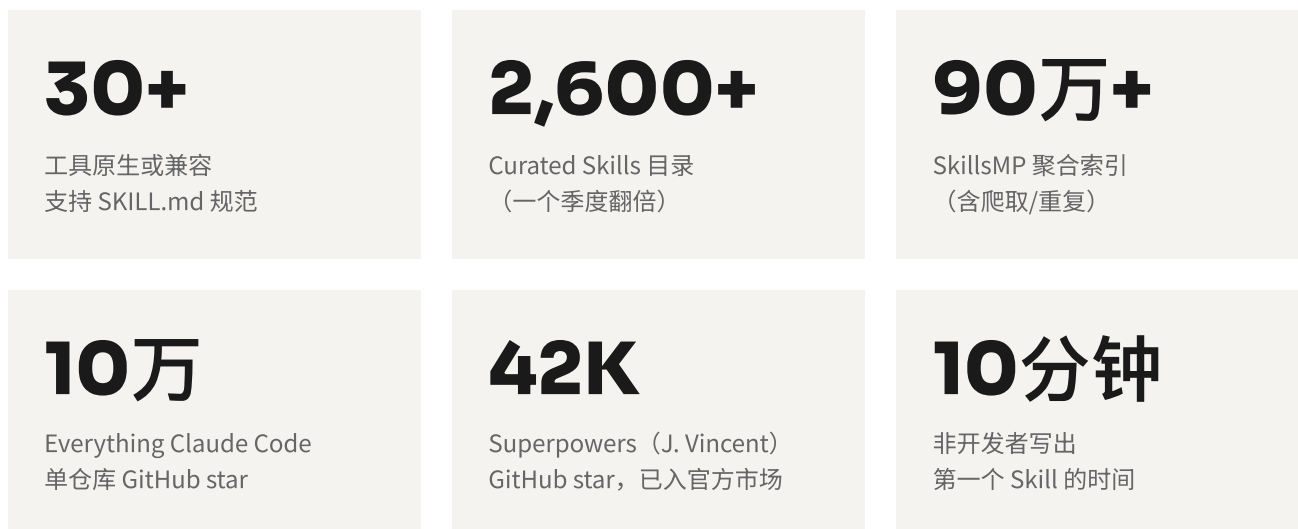 30+
工具原生或兼容
支持 SKILL.md 规范
2,600+
Curated Skills 目录
（一个季度翻倍）
90万+
SkillsMP 聚合索引
（含爬取/重复）
10万
Everything Claude Code
单仓库 GitHub star
42K
Superpowers（J. Vincent）
GitHub star，已入官方市场
10分钟
非开发者写出
第一个 Skill 的时间